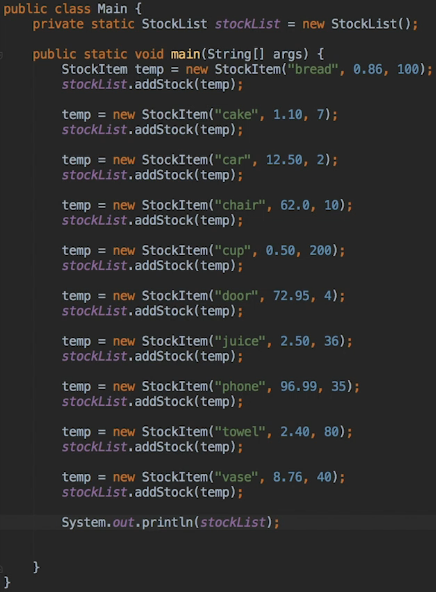 public class Main {
    private static StockList stockList = new StockList();
    public static void main(String[] args) {
        StockItem temp = new StockItem("bread", 0.86, 100);
        stockList.addStock(temp);
        temp = new StockItem("cake", 1.10, 7);
        stockList.addStock(temp);
        temp = new StockItem("car", 12.50, 2);
        stockList.addStock(temp);
        temp = new StockItem("chair", 62.0, 10);
        stockList.addStock(temp);
        temp = new StockItem("cup", 0.50, 200);
        stockList.addStock(temp);
        temp = new StockItem("door", 72.95, 4);
        stockList.addStock(temp);
        temp = new StockItem("juice", 2.50, 36);
        stockList.addStock(temp);
        temp = new StockItem("phone", 96.99, 35);
        stockList.addStock(temp);
        temp = new StockItem("towel", 2.40, 80);
        stockList.addStock(temp);
        temp = new StockItem("vase", 8.76, 40);
        stockList.addStock(temp);
        System.out.println(stockList);
    }
}